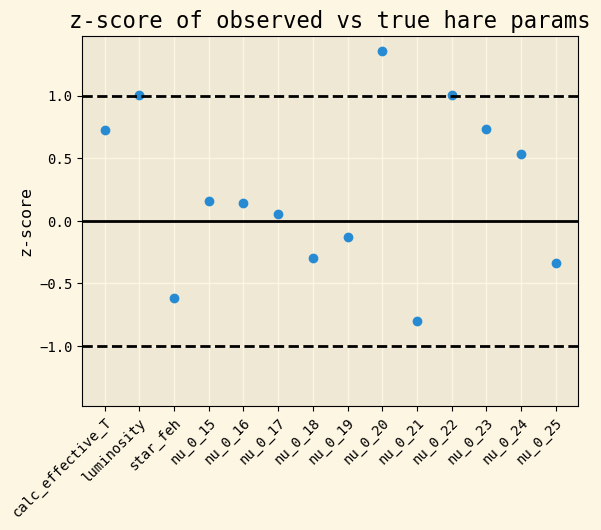 z-score of observed vs true hare params
z-score
1.0
0.5
0.0
−0.5
−1.0
calc_effective_T
luminosity
star_feh
nu_0_15
nu_0_16
nu_0_17
nu_0_18
nu_0_19
nu_0_20
nu_0_21
nu_0_22
nu_0_23
nu_0_24
nu_0_25